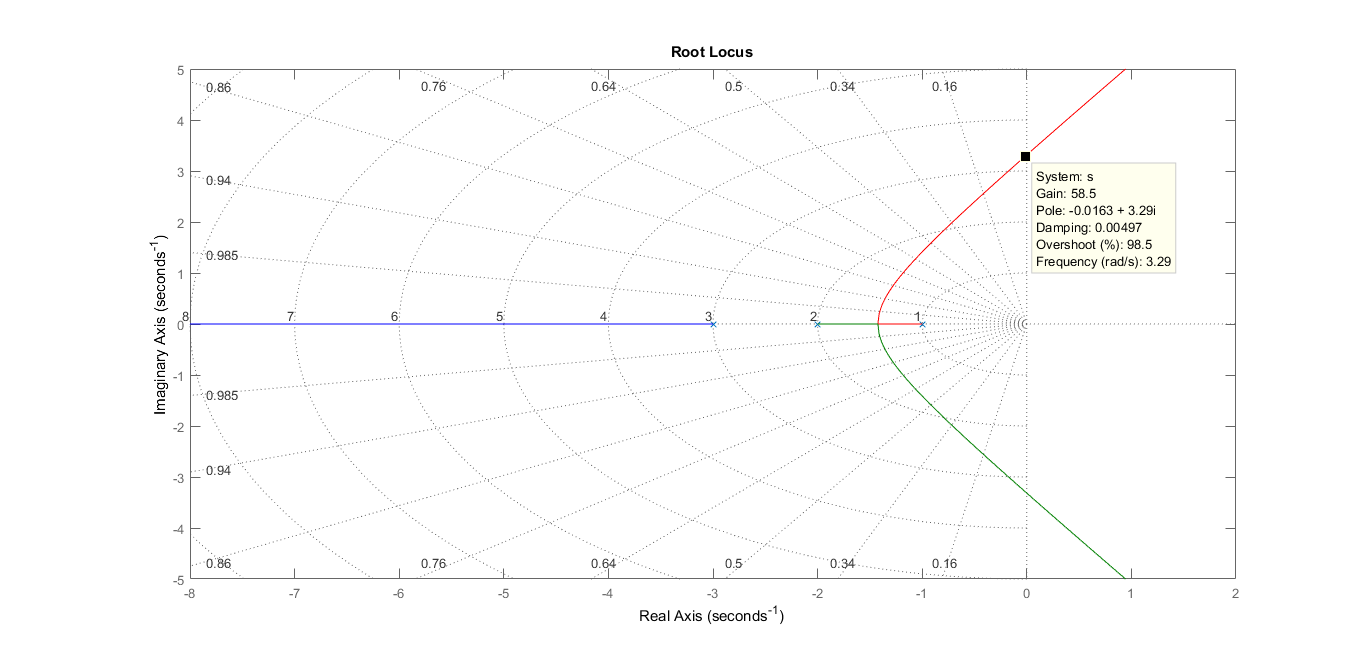 Root Locus
5
4
3
2
1
0
-1
-2
-3
-4
-5
Imaginary Axis (seconds-1)
0.86 0.76 0.64 0.5 0.34 0.16
0.94
0.985
8 7 6 5 4 3 2 1
0.985
0.94
0.86 0.76 0.64 0.5 0.34 0.16
System: s
Gain: 58.5
Pole: -0.0163 + 3.29i
Damping: 0.00497
Overshoot (%): 98.5
Frequency (rad/s): 3.29
-8 -7 -6 -5 -4 -3 -2 -1 0 1 2
Real Axis (seconds-1)